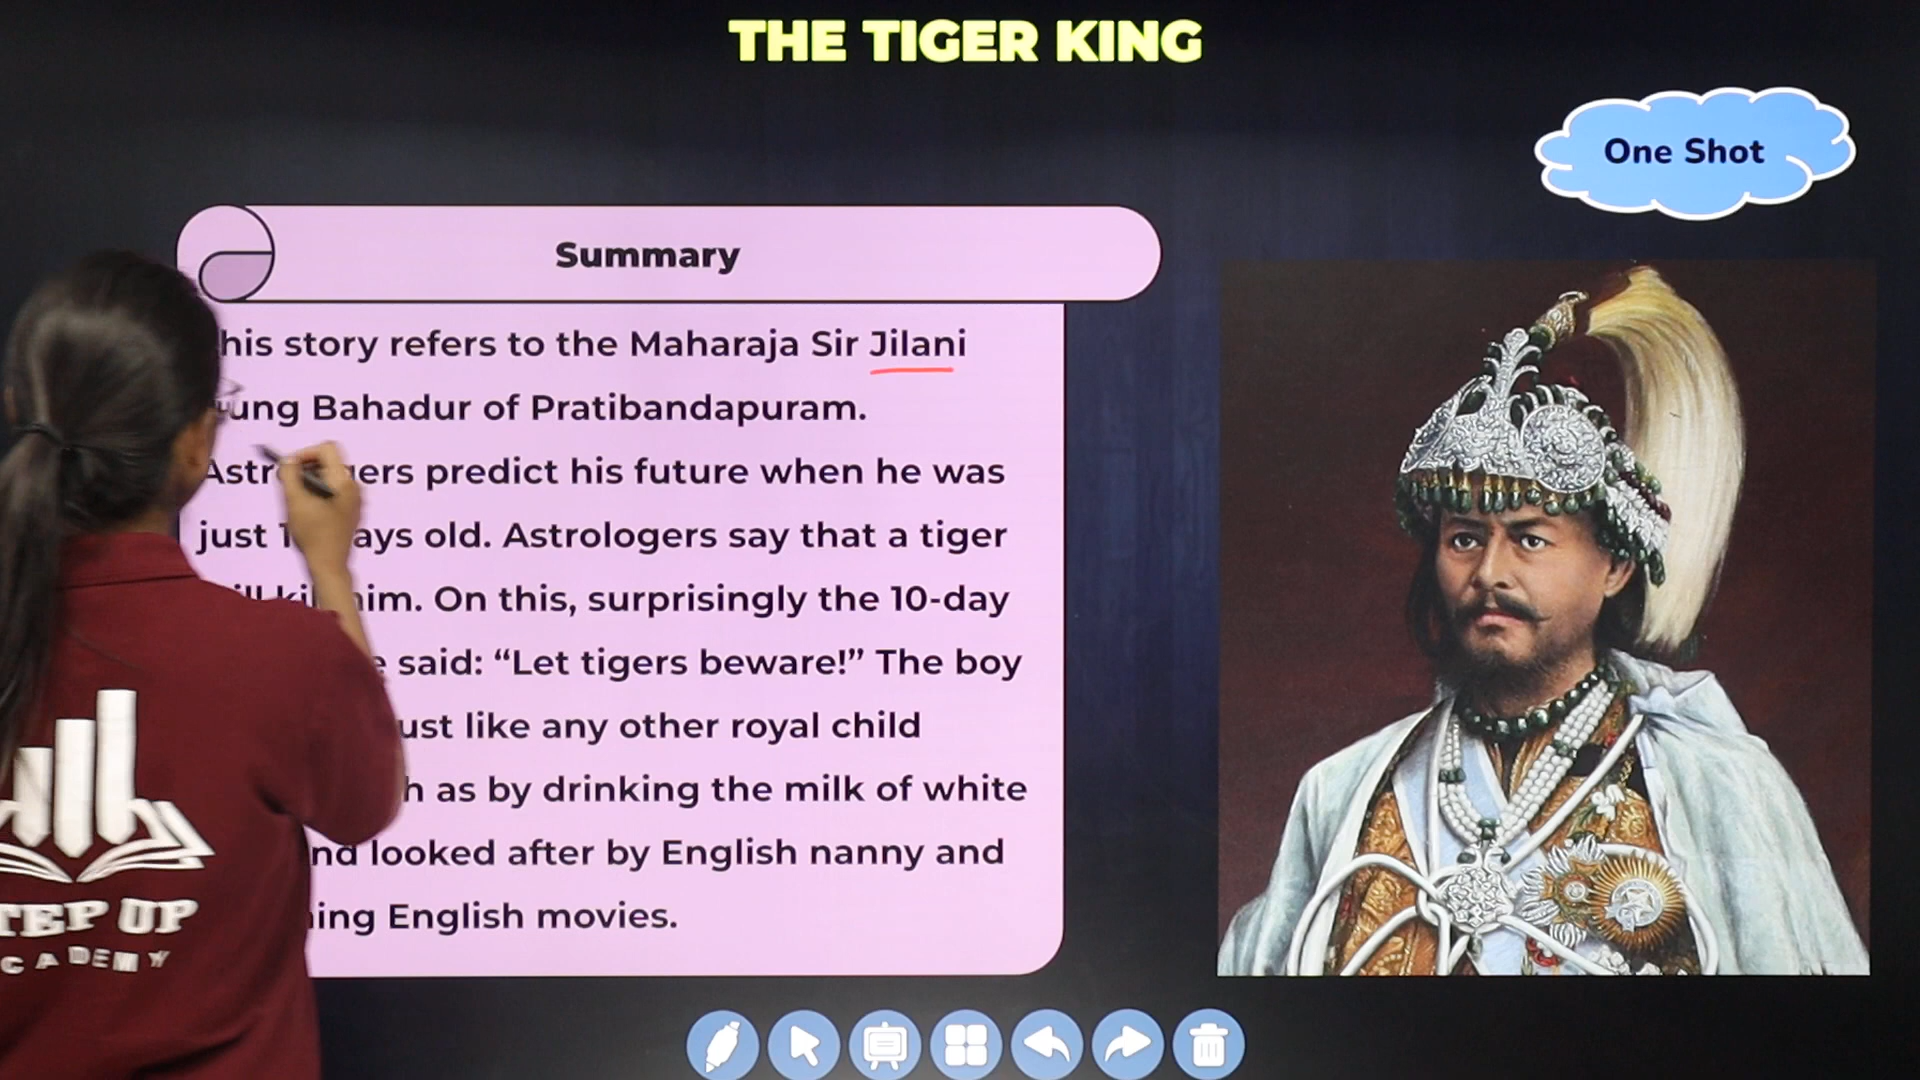 THE TIGER KING
One Shot
Summary
his story refers to the Maharaja Sir Jilani
ung Bahadur of Pratibandapuram.
Astr gers predict his future when he was
just 1 ays old. Astrologers say that a tiger
him. On this, surprisingly the 10-day
said: “Let tigers beware!” The boy
ust like any other royal child
h as by drinking the milk of white
nd looked after by English nanny and
ing English movies.
TEP UP
CADEMY